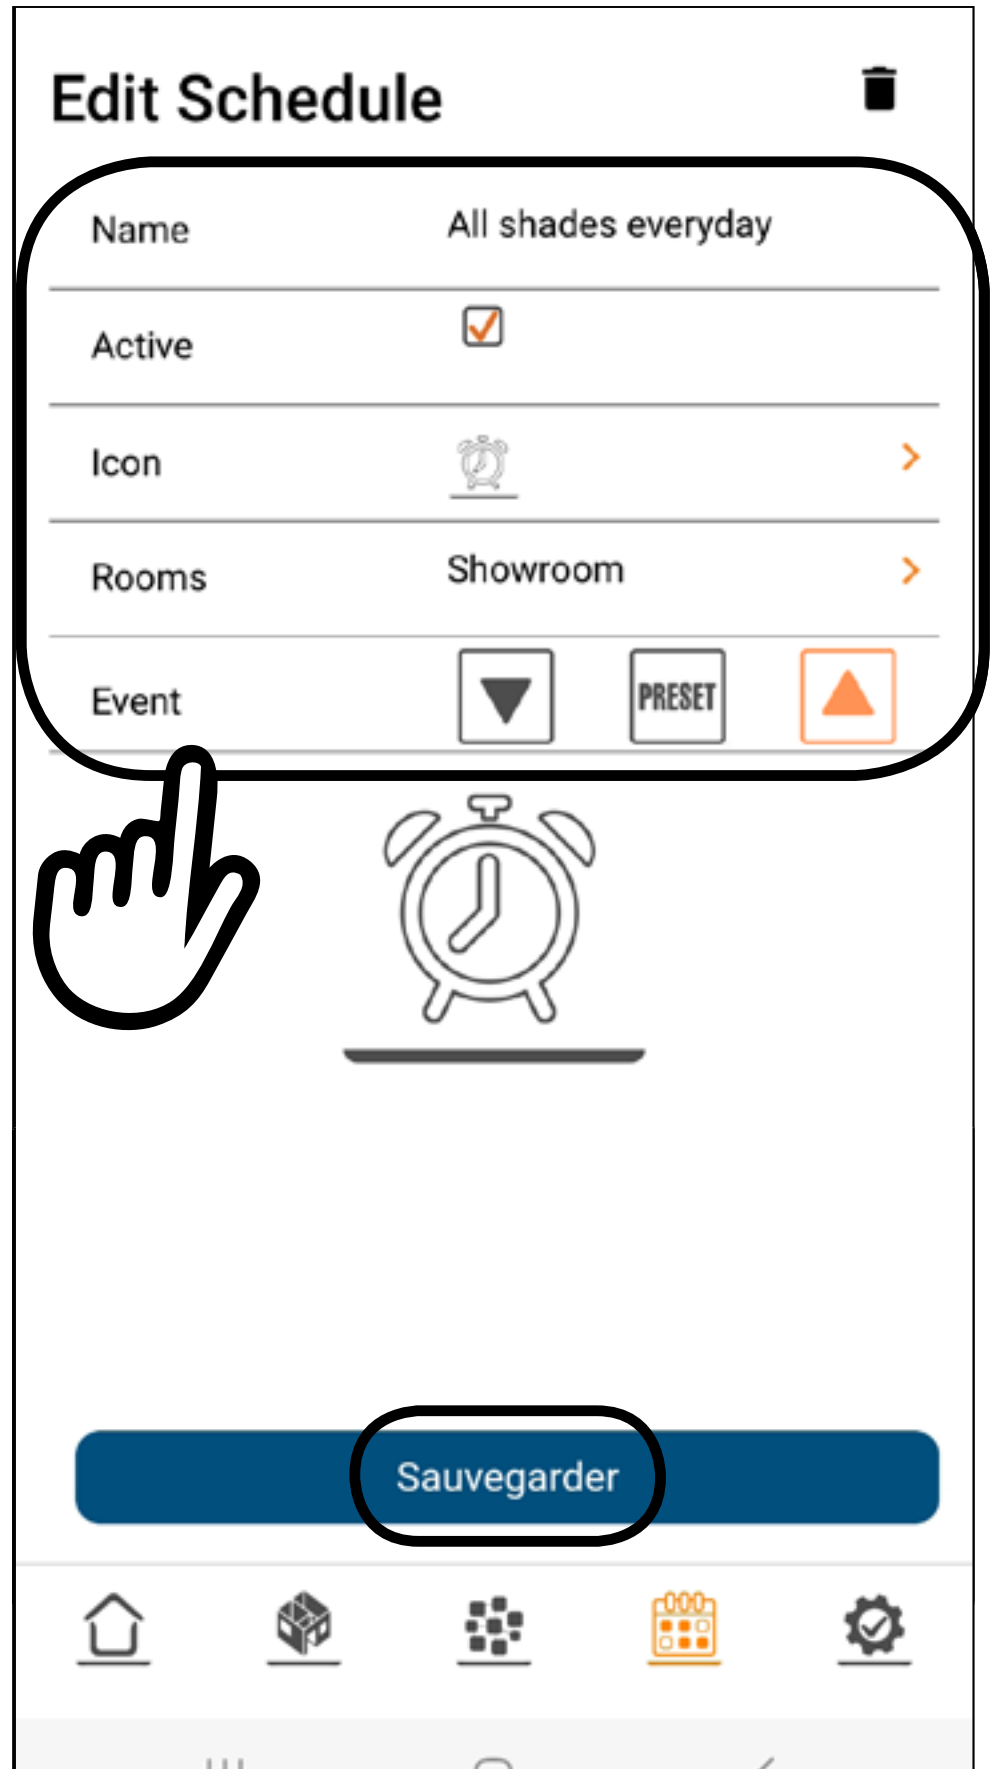 Edit Schedule
Name All shades everyday
Active
Icon
Rooms Showroom
Event PRESET
Sauvegarder